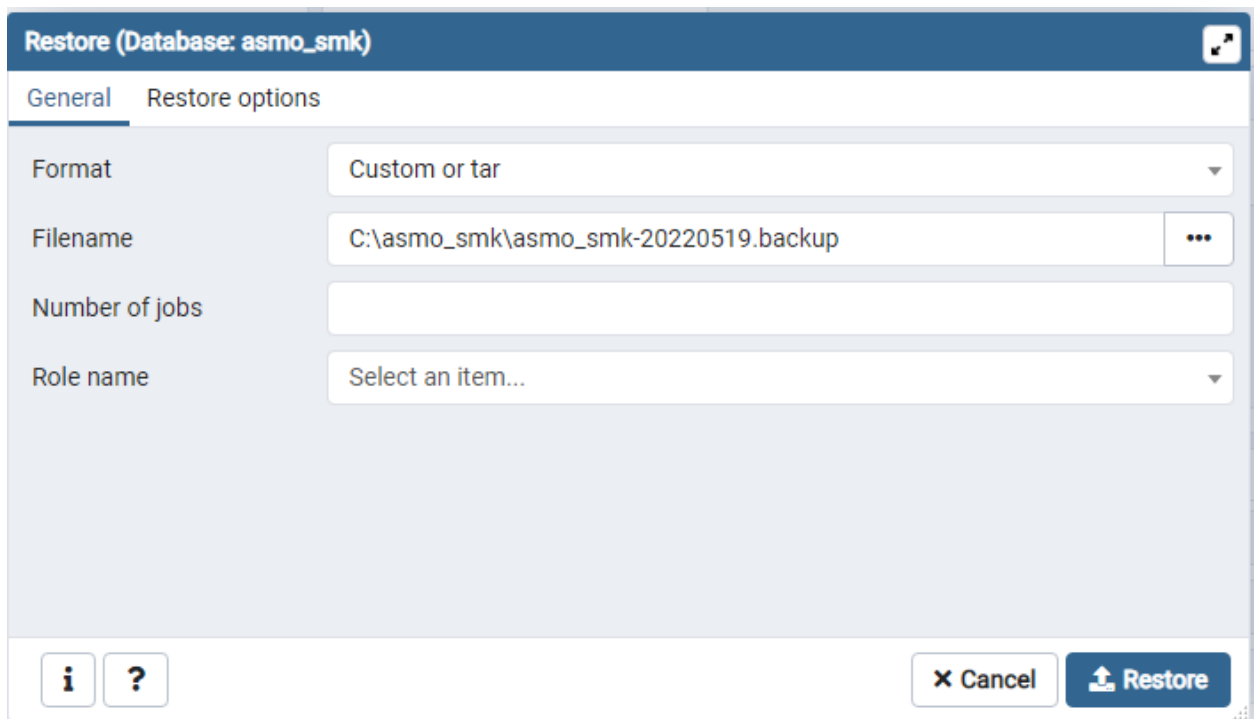 Restore (Database: asmo_smk)
General Restore options
Format Custom or tar
Filename C:\asmo_smk\asmo_smk-20220519.backup •••
Number of jobs
Role name Select an item...
i ? × Cancel Restore